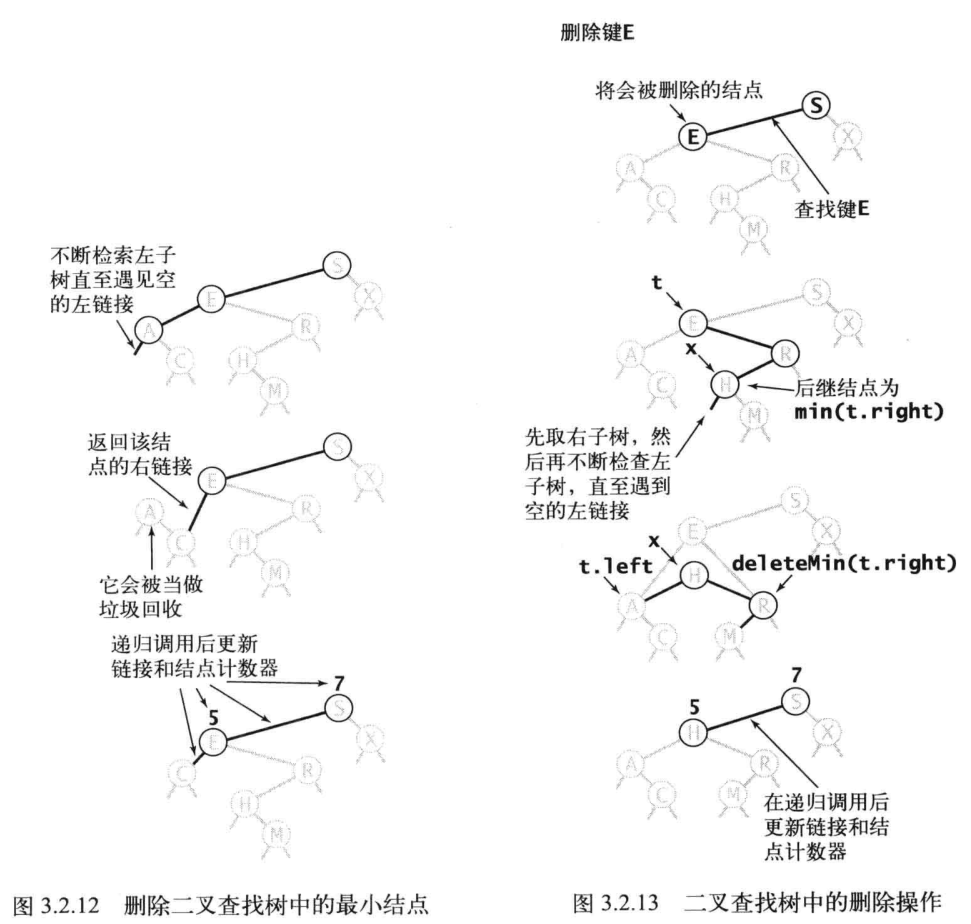 不断检索左子
树直至遇见空
的左链接
S
E
X
A
R
C
H
M
返回该结
点的右链接
S
E
A
R
C
H
M
它会被当做
垃圾回收
递归调用后更新
链接和结点计数器
7
5
S
E
X
C
R
H
M
图 3.2.12 删除二叉查找树中的最小结点
删除键E
将会被删除的结点
S
E
X
A
R
C
H
查找键E
M
t
S
E
X
x
A
R
C
H
后继结点为
min(t.right)
M
先取右子树，然
后再不断检查左
子树，直至遇到
空的左链接
S
E
X
x
t.left
deleteMin(t.right)
H
A
R
C
M
7
5
S
H
X
A
R
C
M
在递归调用后
更新链接和结
点计数器
图 3.2.13 二叉查找树中的删除操作